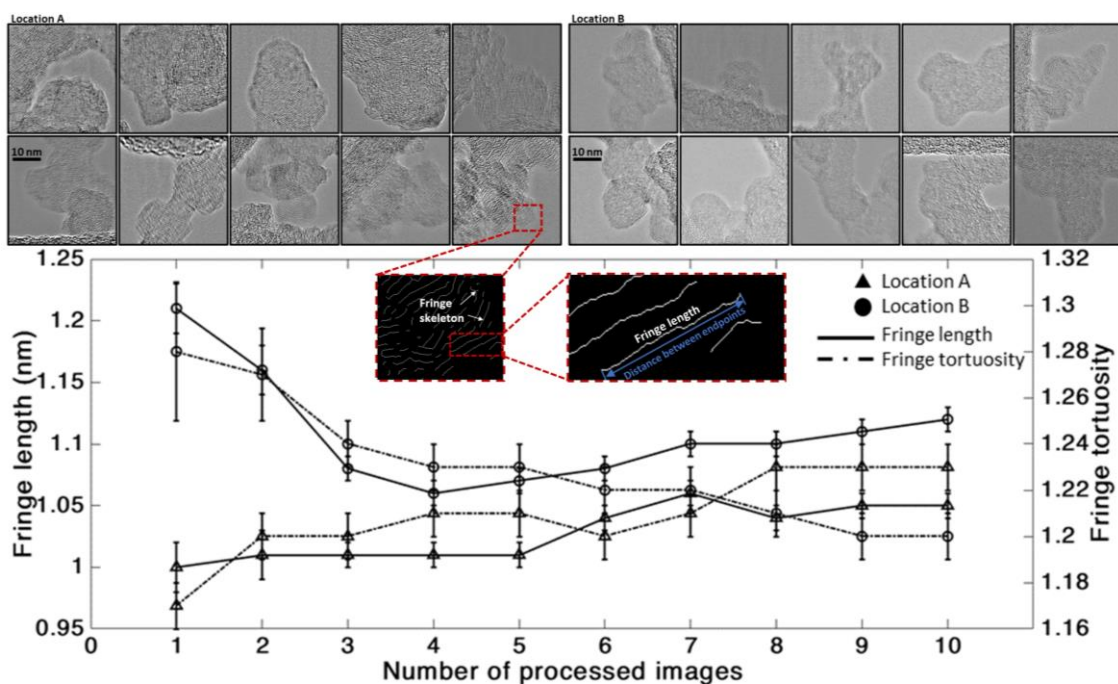 Location A
Location B
10 nm
10 nm
Fringe
skeleton
Fringe length
Distance between endpoints
Location A
Location B
Fringe length
Fringe tortuosity
Fringe length (nm)
1.25
1.2
1.15
1.1
1.05
1
0.95
Fringe tortuosity
1.32
1.3
1.28
1.26
1.24
1.22
1.2
1.18
1.16
0 1 2 3 4 5 6 7 8 9 10
Number of processed images